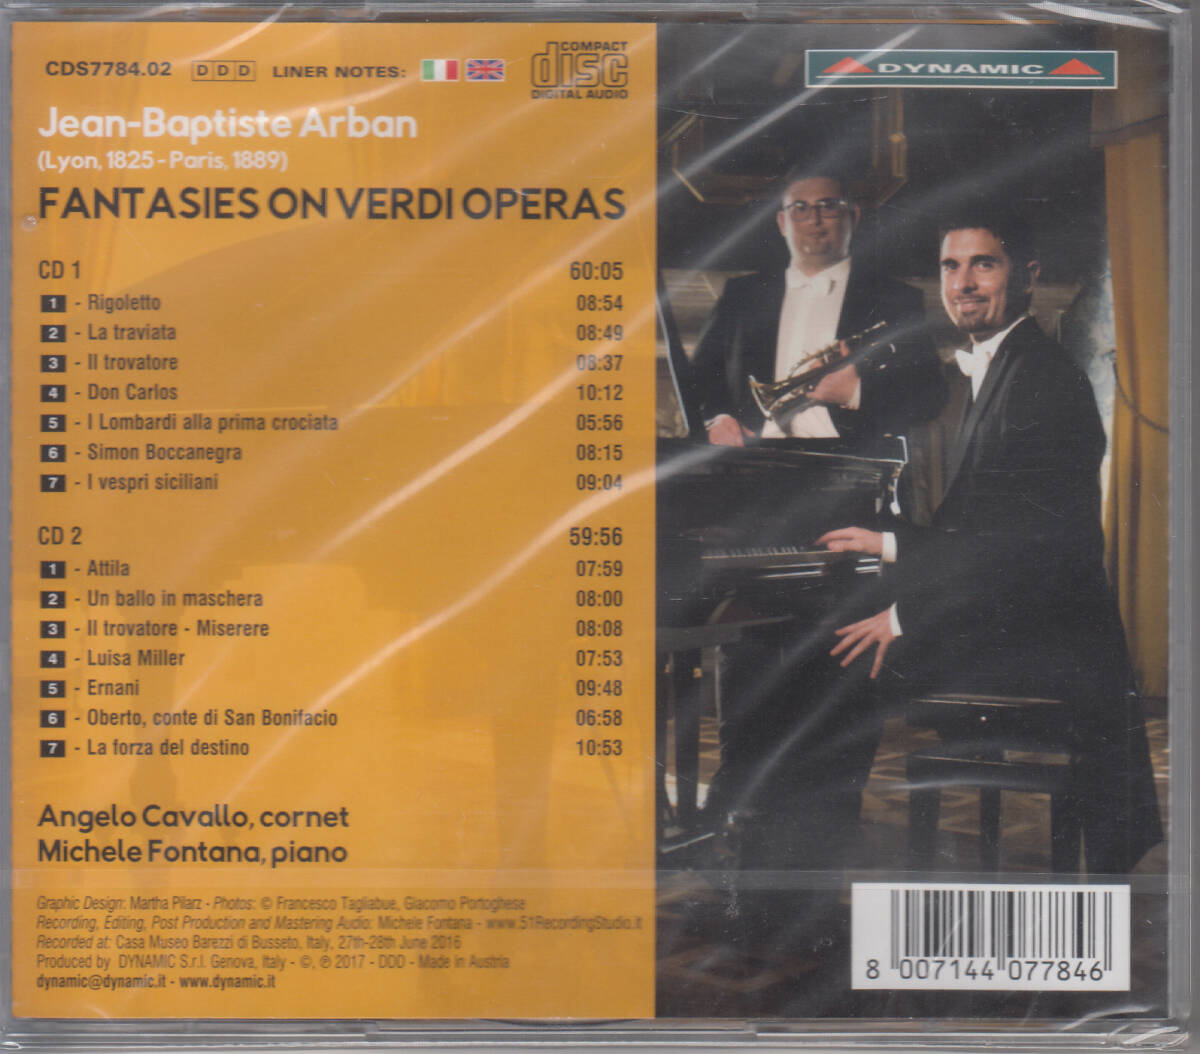 CDS7784.02 DDD LINER NOTES: COMPACT disc DIGITAL AUDIO
DYNAMIC
Jean-Baptiste Arban
(Lyon, 1825 - Paris, 1889)
FANTASIES ON VERDI OPERAS
CD 1 60:05
1 - Rigoletto 08:54
2 - La traviata 08:49
3 - Il trovatore 08:37
4 - Don Carlos 10:12
5 - I Lombardi alla prima crociata 05:56
6 - Simon Boccanegra 08:15
7 - I vespri siciliani 09:04
CD 2 59:56
1 - Attila 07:59
2 - Un ballo in maschera 08:00
3 - Il trovatore - Miserere 08:08
4 - Luisa Miller 07:53
5 - Ernani 09:48
6 - Oberto, conte di San Bonifacio 06:58
7 - La forza del destino 10:53
Angelo Cavallo, cornet
Michele Fontana, piano
Graphic Design: Martha Pilarz - Photos: © Francesco Tagliabue, Giacomo Portoghese
Recording, Editing, Post Production and Mastering Audio: Michele Fontana - www.51RecordingStudio.it
Recorded at: Casa Museo Barezzi di Busseto, Italy, 27th-28th June 2016
Produced by DYNAMIC S.r.l. Genova, Italy - ©, ℗ 2017 - DDD - Made in Austria
dynamic@dynamic.it - www.dynamic.it
8 007144 077846